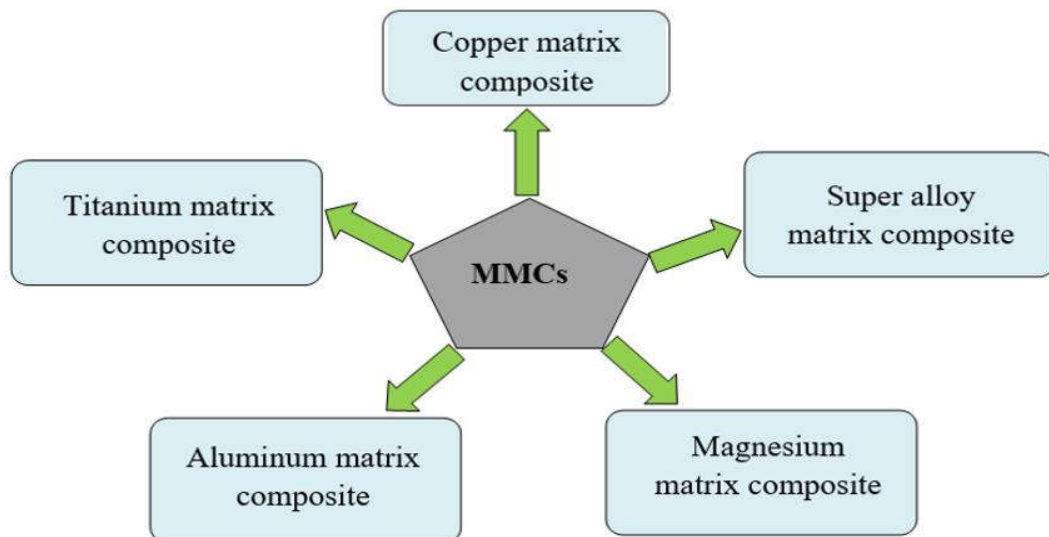 Copper matrix
composite
Titanium matrix
composite
Super alloy
matrix composite
MMCs
Aluminum matrix
composite
Magnesium
matrix composite